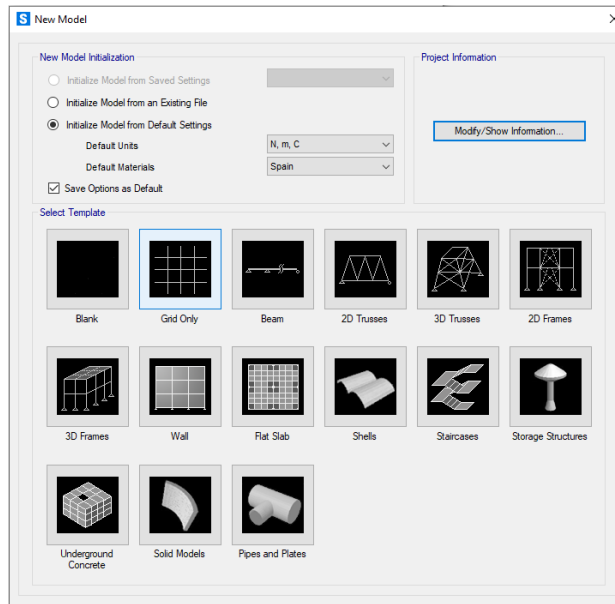 S New Model
New Model Initialization
Initialize Model from Saved Settings
Initialize Model from an Existing File
Initialize Model from Default Settings
Default Units
N, m, C
Default Materials
Spain
Save Options as Default
Project Information
Modify/Show Information...
Select Template
Blank
Grid Only
Beam
2D Trusses
3D Trusses
2D Frames
3D Frames
Wall
Flat Slab
Shells
Staircases
Storage Structures
Underground
Concrete
Solid Models
Pipes and Plates